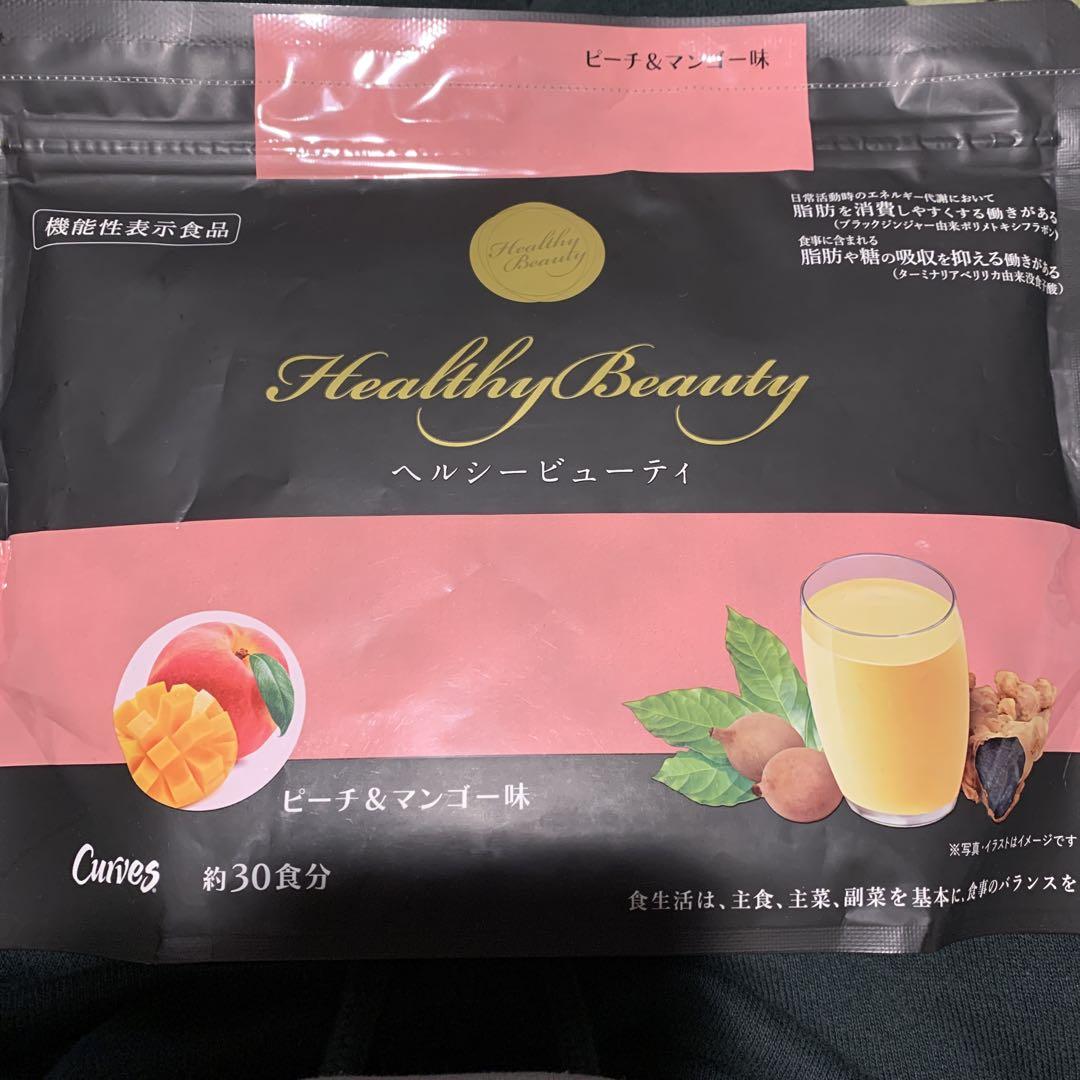 ピーチ&マンゴー味
機能性表示食品
日常活動時のエネルギー代謝において
脂肪を消費しやすくする働きがある
(ブラックジンジャー由来ポリメトキシフラボン)
食事に含まれる
脂肪や糖の吸収を抑える働きがある
(ターミナリアベリリカ由来没食子酸)
Healthy
Beauty
Healthy Beauty
ヘルシービューティ
ピーチ&マンゴー味
※写真・イラストはイメージです
Curves
約30食分
食生活は、主食、主菜、副菜を基本に、食事のバランスを